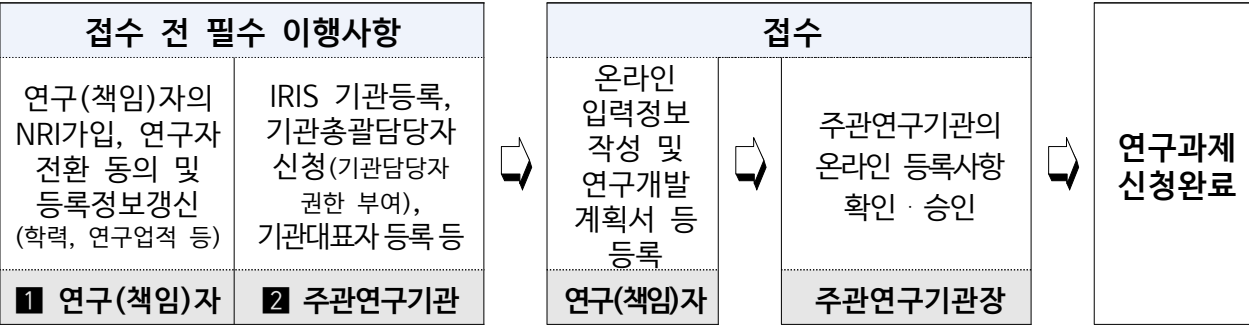 접수 전 필수 이행사항
연구(책임)자의
NRI가입, 연구자
전환 동의 및
등록정보갱신
(학력, 연구업적 등)
1 연구(책임)자
IRIS 기관등록,
기관총괄담당자
신청(기관담당자
권한 부여),
기관대표자 등록 등
2 주관연구기관
접수
온라인
입력정보
작성 및
연구개발
계획서 등
등록
연구(책임)자
주관연구기관의
온라인 등록사항
확인·승인
주관연구기관장
연구과제
신청완료